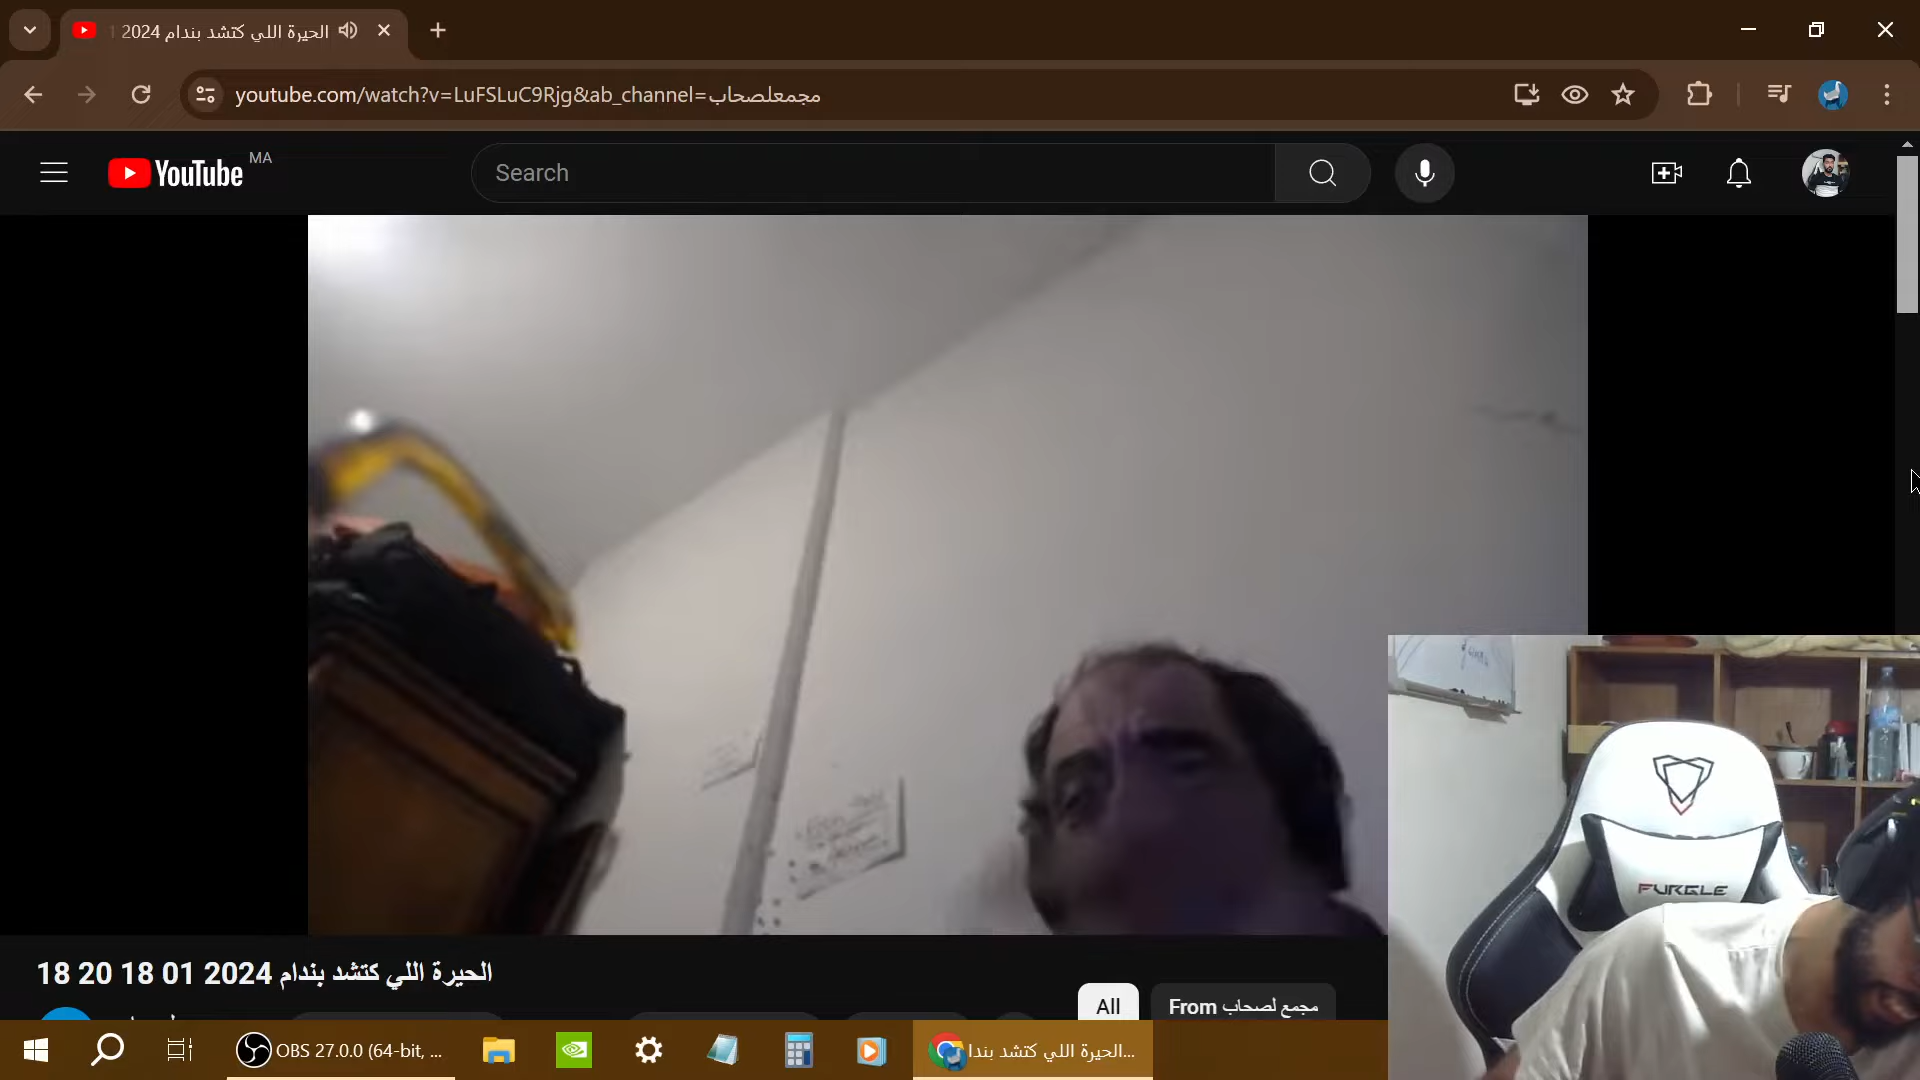 الحيرة اللي كتشد بندام 2024 1
youtube.com/watch?v=LuFSLuC9Rjg&ab_channel=مجمعلصحاب
YouTube MA
Search
FURGLE
الحيرة اللي كتشد بندام 2024 01 18 20 18
All
From مجمع لصحاب
OBS 27.0.0 (64-bit, ...
الحيرة اللي كتشد بندا...